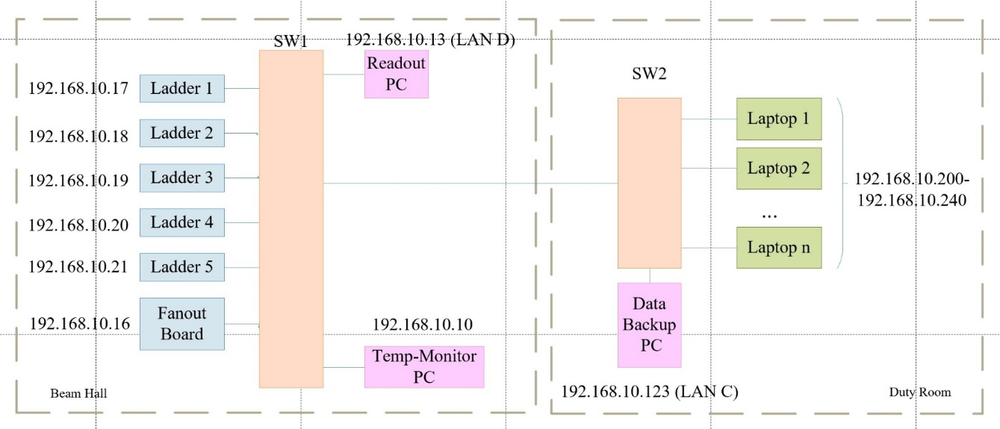 SW1
192.168.10.13 (LAN D)
Readout
PC
192.168.10.17
Ladder 1
192.168.10.18
Ladder 2
192.168.10.19
Ladder 3
192.168.10.20
Ladder 4
192.168.10.21
Ladder 5
192.168.10.16
Fanout
Board
192.168.10.10
Temp-Monitor
PC
Beam Hall
SW2
Laptop 1
Laptop 2
...
Laptop n
192.168.10.200-
192.168.10.240
Data
Backup
PC
192.168.10.123 (LAN C)
Duty Room